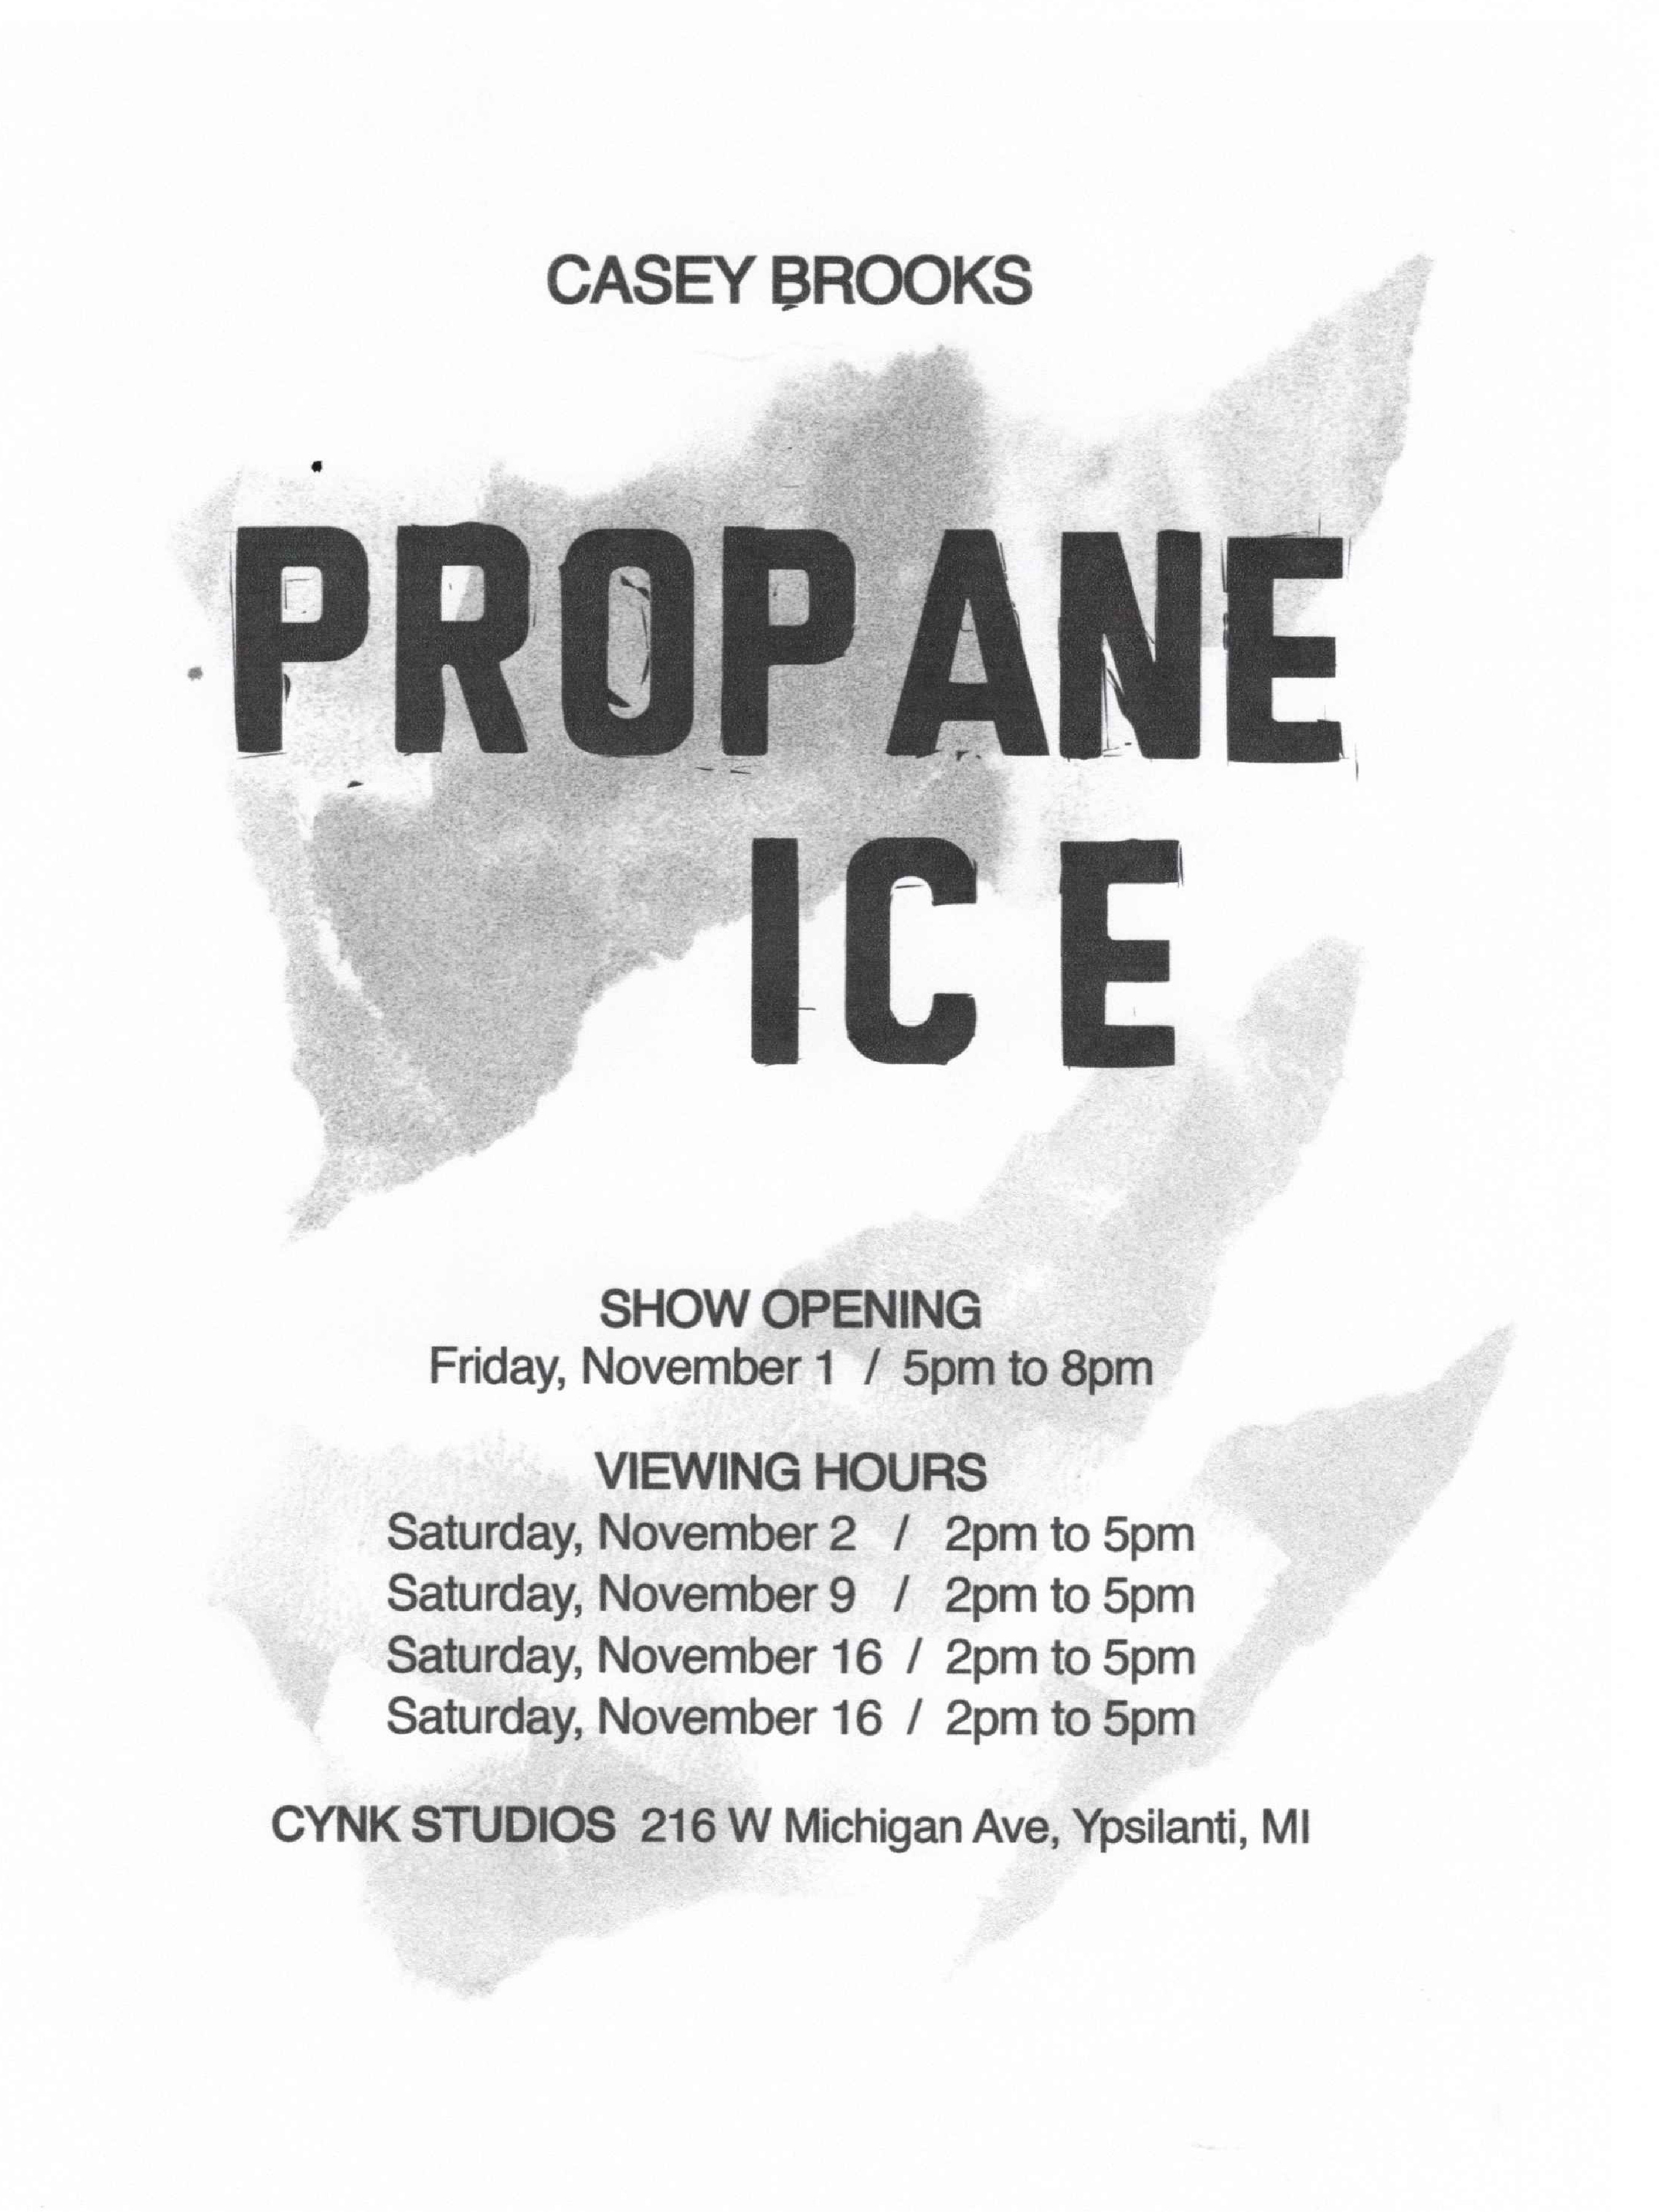 CASEY BROOKS
PROPANE
ICE
SHOW OPENING
Friday, November 1 / 5pm to 8pm
VIEWING HOURS
Saturday, November 2 / 2pm to 5pm
Saturday, November 9 / 2pm to 5pm
Saturday, November 16 / 2pm to 5pm
Saturday, November 16 / 2pm to 5pm
CYNK STUDIOS 216 W Michigan Ave, Ypsilanti, MI